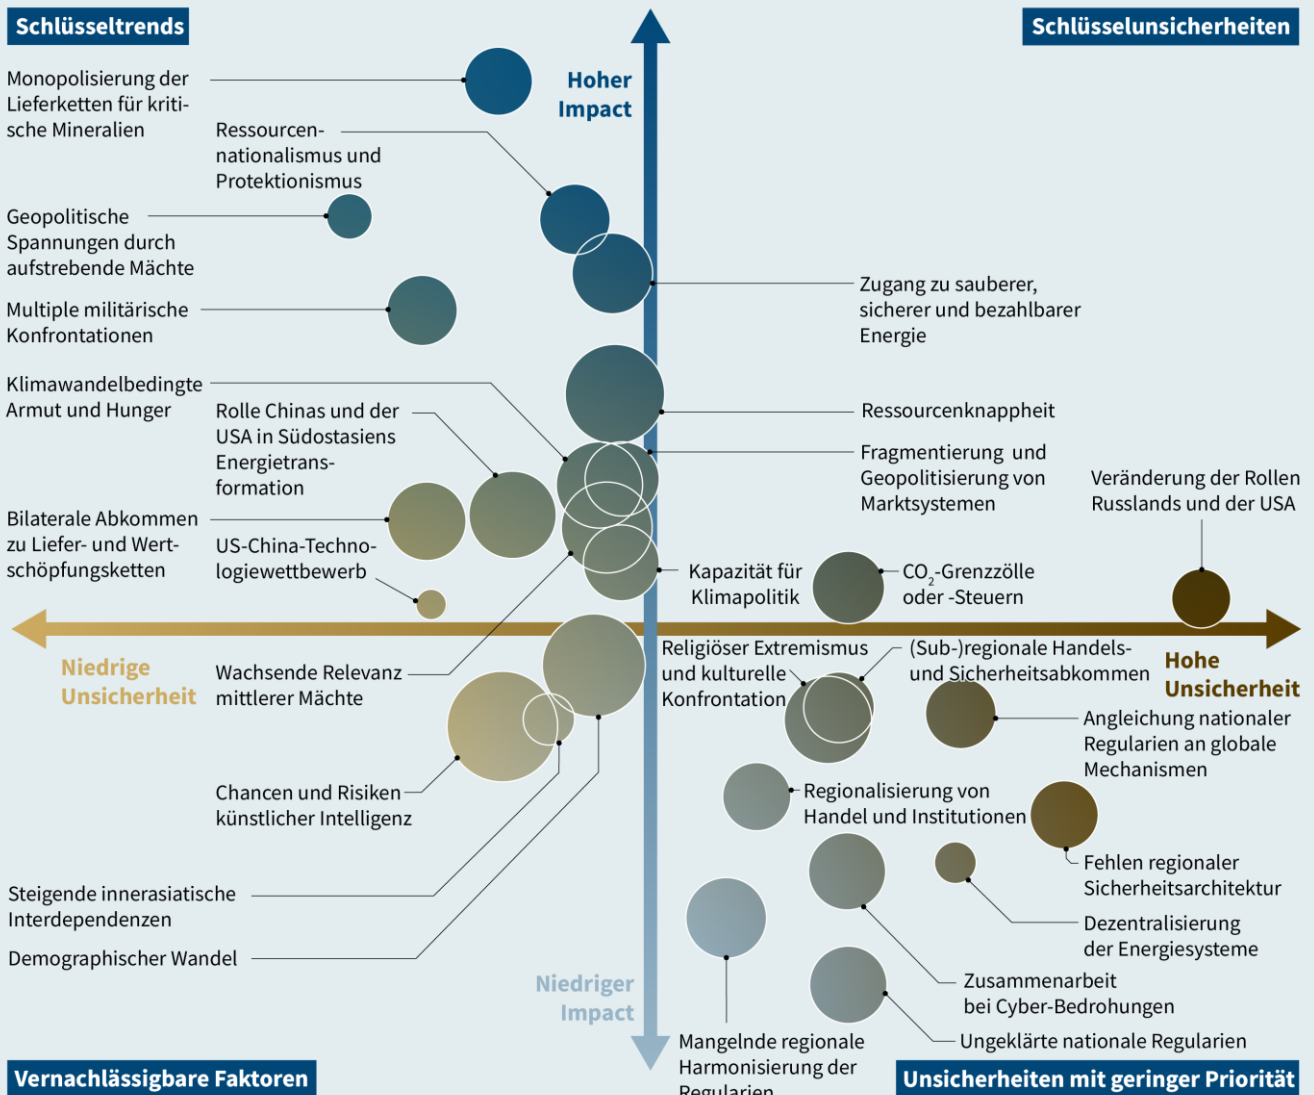 Schlüsseltrends
Schlüsselunsicherheiten
Hoher
Impact
Monopolisierung der
Lieferketten für kriti-
sche Mineralien
Ressourcen-
nationalismus und
Protektionismus
Geopolitische
Spannungen durch
aufstrebende Mächte
Multiple militärische
Konfrontationen
Zugang zu sauberer,
sicherer und bezahlbarer
Energie
Klimawandelbedingte
Armut und Hunger
Rolle Chinas und der
USA in Südostasiens
Energietrans-
formation
Ressourcenknappheit
Fragmentierung und
Geopolitisierung von
Marktsystemen
Veränderung der Rollen
Russlands und der USA
Bilaterale Abkommen
zu Liefer- und Wert-
schöpfungsketten
US-China-Techno-
logiewettbewerb
Kapazität für
Klimapolitik
CO₂-Grenzzölle
oder -Steuern
Niedrige
Unsicherheit
Hohe
Unsicherheit
Wachsende Relevanz
mittlerer Mächte
Religiöser Extremismus
und kulturelle
Konfrontation
(Sub-)regionale Handels-
und Sicherheitsabkommen
Angleichung nationaler
Regularien an globale
Mechanismen
Chancen und Risiken
künstlicher Intelligenz
Regionalisierung von
Handel und Institutionen
Fehlen regionaler
Sicherheitsarchitektur
Steigende innerasiatische
Interdependenzen
Dezentralisierung
der Energiesysteme
Demographischer Wandel
Zusammenarbeit
bei Cyber-Bedrohungen
Niedriger
Impact
Ungeklärte nationale Regularien
Mangelnde regionale
Harmonisierung der
Regularien
Vernachlässigbare Faktoren
Unsicherheiten mit geringer Priorität